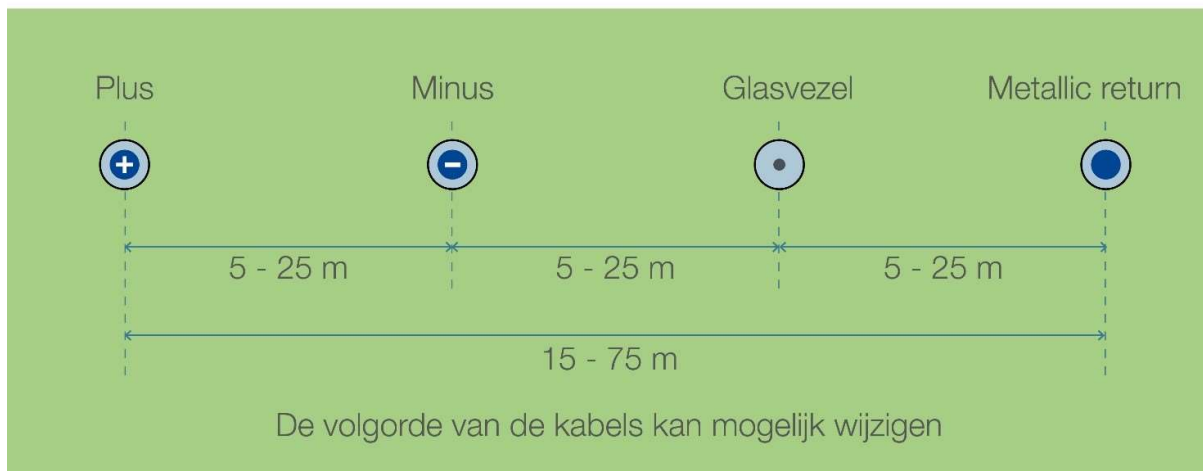 Plus Minus Glasvezel Metallic return
+ −
5 - 25 m 5 - 25 m 5 - 25 m
15 - 75 m
De volgorde van de kabels kan mogelijk wijzigen